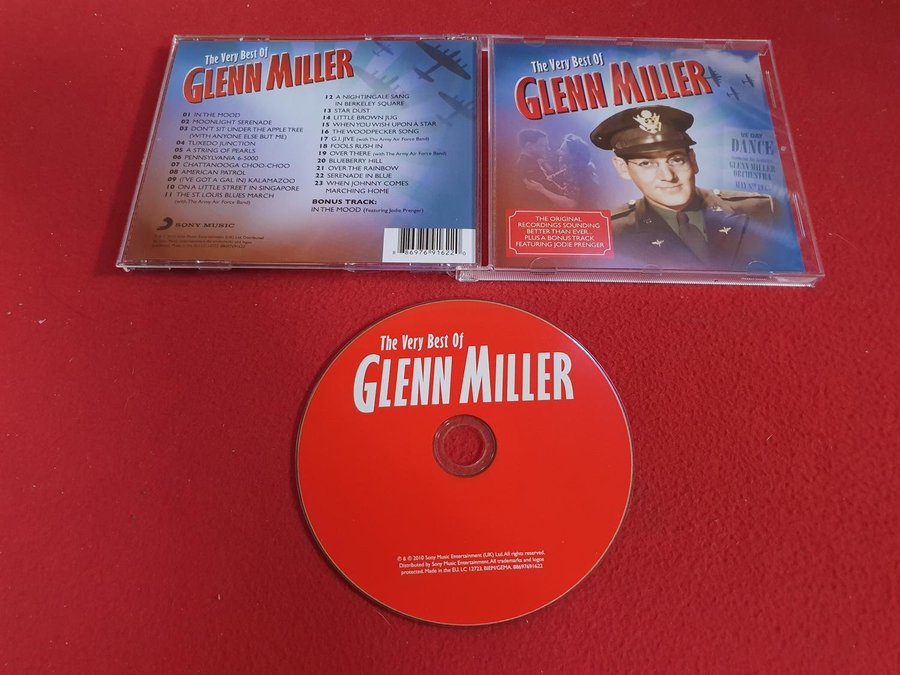 The Very Best Of
GLENN MILLER
01 IN THE MOOD
02 MOONLIGHT SERENADE
03 DON'T SIT UNDER THE APPLE TREE
(WITH ANYONE ELSE BUT ME)
04 TUXEDO JUNCTION
05 A STRING OF PEARLS
06 PENNSYLVANIA 6-5000
07 CHATTANOOGA CHOO-CHOO
08 AMERICAN PATROL
09 (I'VE GOT A GAL IN) KALAMAZOO
10 ON A LITTLE STREET IN SINGAPORE
11 THE ST. LOUIS BLUES MARCH
(with The Army Air Force Band)
12 A NIGHTINGALE SANG
IN BERKELEY SQUARE
13 STAR DUST
14 LITTLE BROWN JUG
15 WHEN YOU WISH UPON A STAR
16 THE WOODPECKER SONG
17 G.I. JIVE (with The Army Air Force Band)
18 FOOLS RUSH IN
19 OVER THERE (with The Army Air Force Band)
20 BLUEBERRY HILL
21 OVER THE RAINBOW
22 SERENADE IN BLUE
23 WHEN JOHNNY COMES
MARCHING HOME
BONUS TRACK:
IN THE MOOD (Featuring Jodie Prenger)
SONY MUSIC
8 86976 91622 0
The Very Best Of
GLENN MILLER
VE DAY
DANCE
GLENN MILLER
ORCHESTRA
THE ORIGINAL
RECORDINGS SOUNDING
BETTER THAN EVER...
PLUS A BONUS TRACK
FEATURING JODIE PRENGER
The Very Best Of
GLENN MILLER
℗ & © 2010 Sony Music Entertainment (UK) Ltd. All rights reserved.
Distributed by Sony Music Entertainment. All trademarks and logos
protected. Made in the EU. LC 12723, BIEM/GEMA. 88697691622